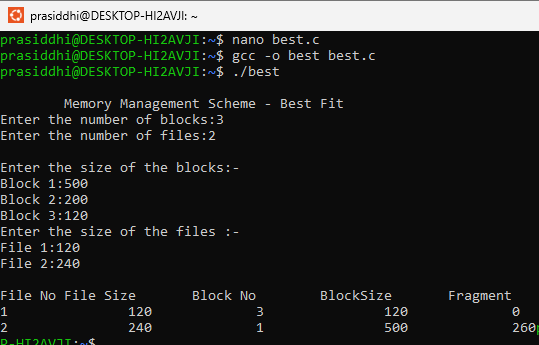 prasiddhi@DESKTOP-HI2AVJI: ~
prasiddhi@DESKTOP-HI2AVJI:~$ nano best.c
prasiddhi@DESKTOP-HI2AVJI:~$ gcc -o best best.c
prasiddhi@DESKTOP-HI2AVJI:~$ ./best
Memory Management Scheme - Best Fit
Enter the number of blocks:3
Enter the number of files:2
Enter the size of the blocks:-
Block 1:500
Block 2:200
Block 3:120
Enter the size of the files :-
File 1:120
File 2:240
File No File Size Block No BlockSize Fragment
1 120 3 120 0
2 240 1 500 260p
P-HI2AVJI:~$